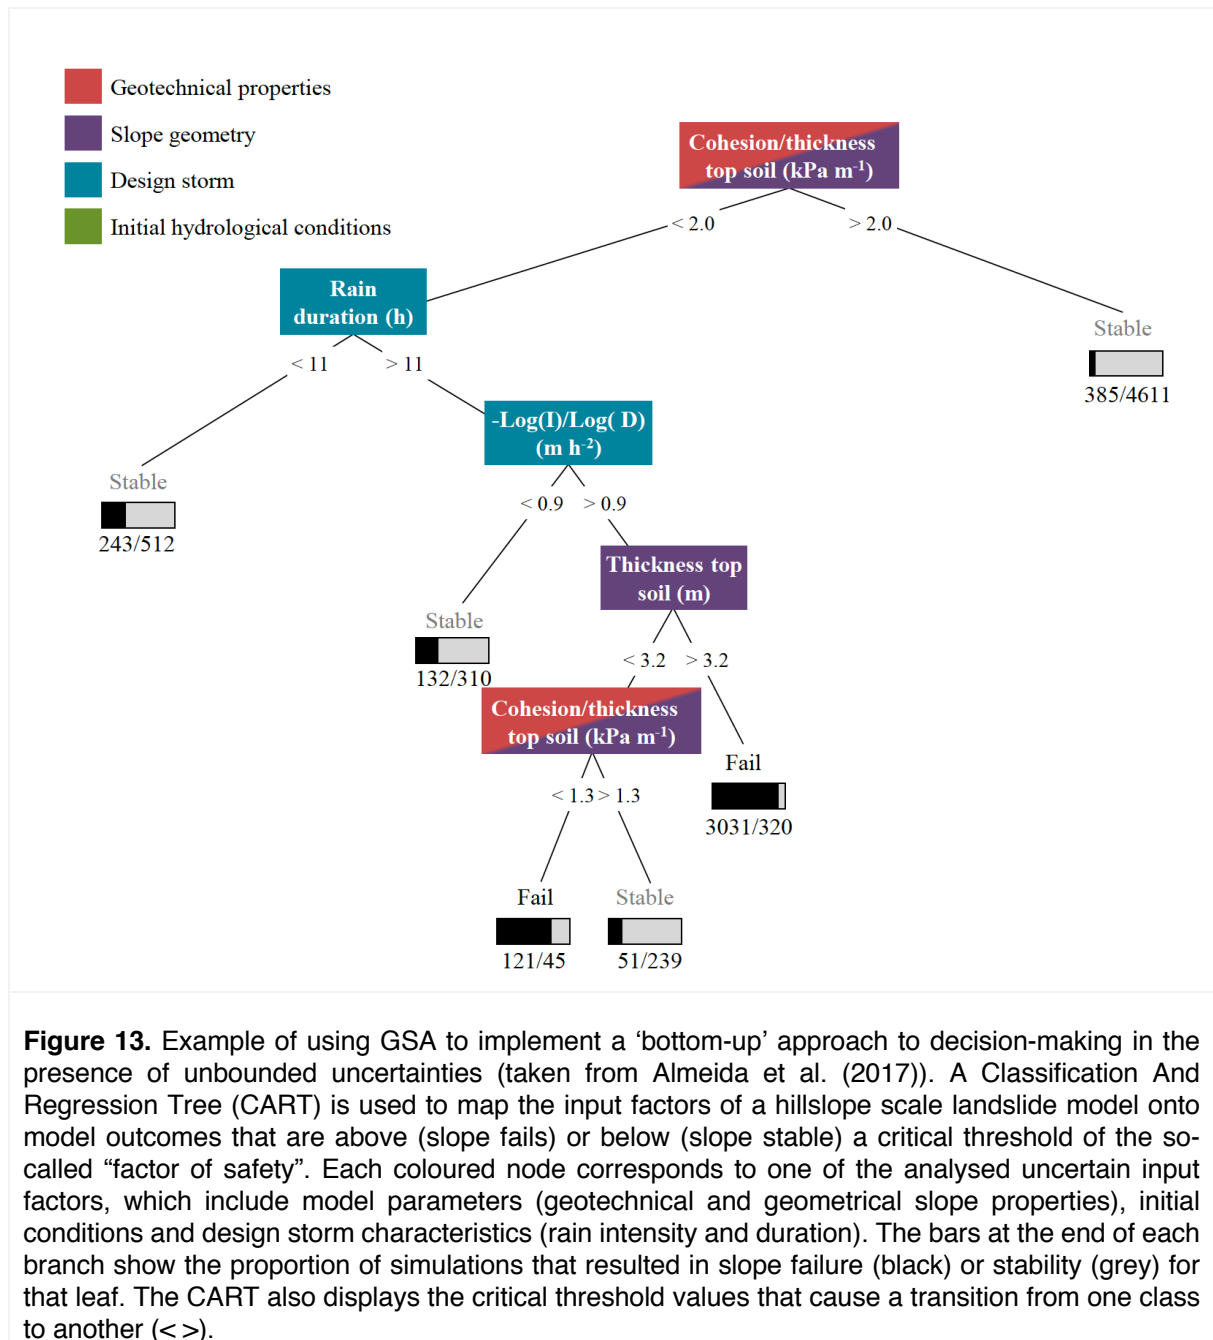 Geotechnical properties
Slope geometry
Design storm
Initial hydrological conditions
Cohesion/thickness
top soil (kPa m-1)
< 2.0
> 2.0
Rain
duration (h)
< 11
> 11
Stable
385/4611
-Log(I)/Log( D)
(m h-2)
Stable
243/512
< 0.9
> 0.9
Thickness top
soil (m)
Stable
132/310
< 3.2
> 3.2
Cohesion/thickness
top soil (kPa m-1)
Fail
3031/320
< 1.3
> 1.3
Fail
121/45
Stable
51/239
Figure 13. Example of using GSA to implement a ‘bottom-up’ approach to decision-making in the
presence of unbounded uncertainties (taken from Almeida et al. (2017)). A Classification And
Regression Tree (CART) is used to map the input factors of a hillslope scale landslide model onto
model outcomes that are above (slope fails) or below (slope stable) a critical threshold of the so-
called “factor of safety”. Each coloured node corresponds to one of the analysed uncertain input
factors, which include model parameters (geotechnical and geometrical slope properties), initial
conditions and design storm characteristics (rain intensity and duration). The bars at the end of each
branch show the proportion of simulations that resulted in slope failure (black) or stability (grey) for
that leaf. The CART also displays the critical threshold values that cause a transition from one class
to another (< >).